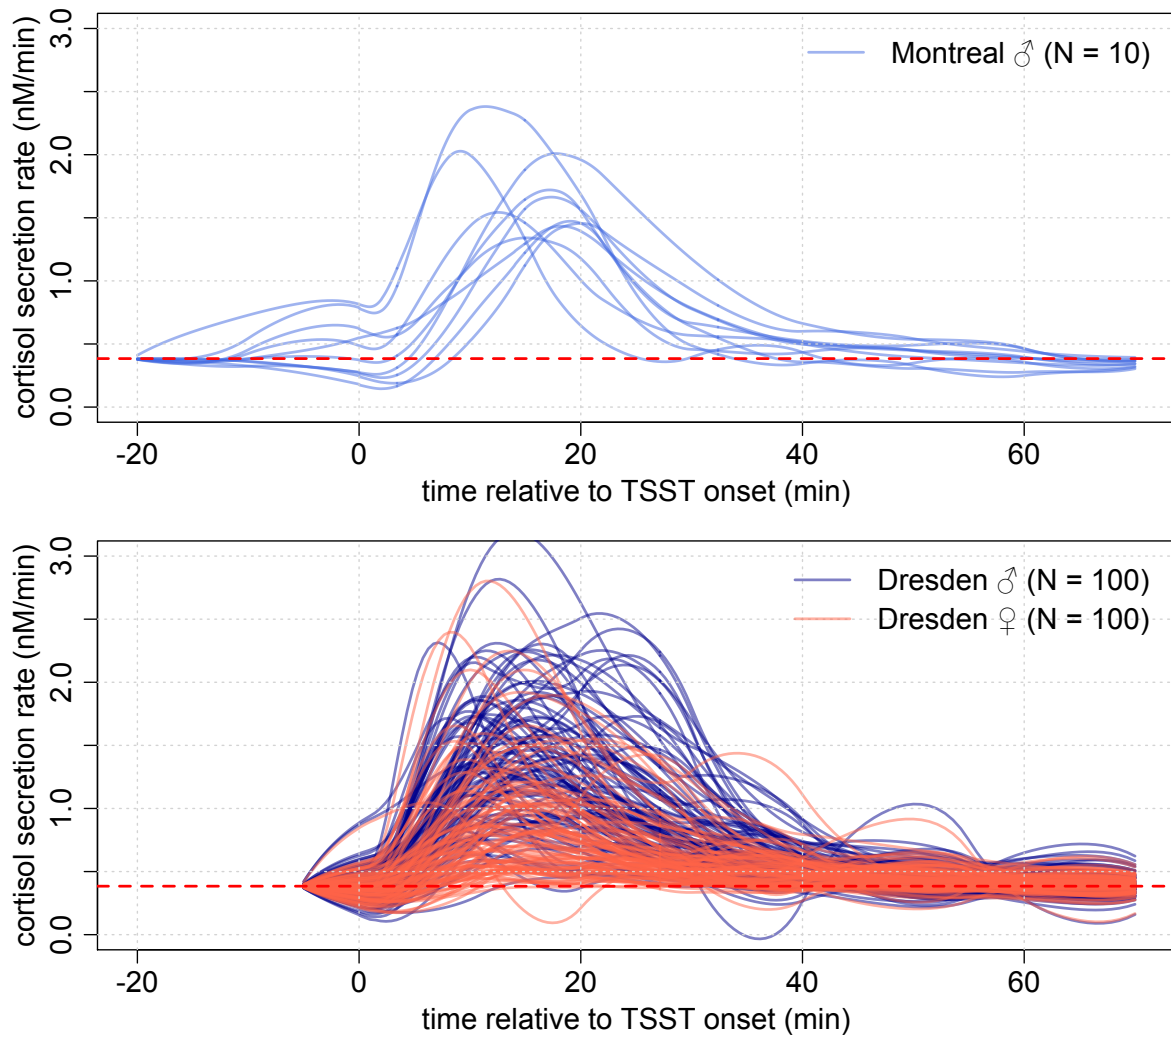 Montreal ♂ (N = 10)
cortisol secretion rate (nM/min)
3.0
2.0
1.0
0.0
-20 0 20 40 60
time relative to TSST onset (min)
Dresden ♂ (N = 100)
Dresden ♀ (N = 100)
cortisol secretion rate (nM/min)
3.0
2.0
1.0
0.0
-20 0 20 40 60
time relative to TSST onset (min)